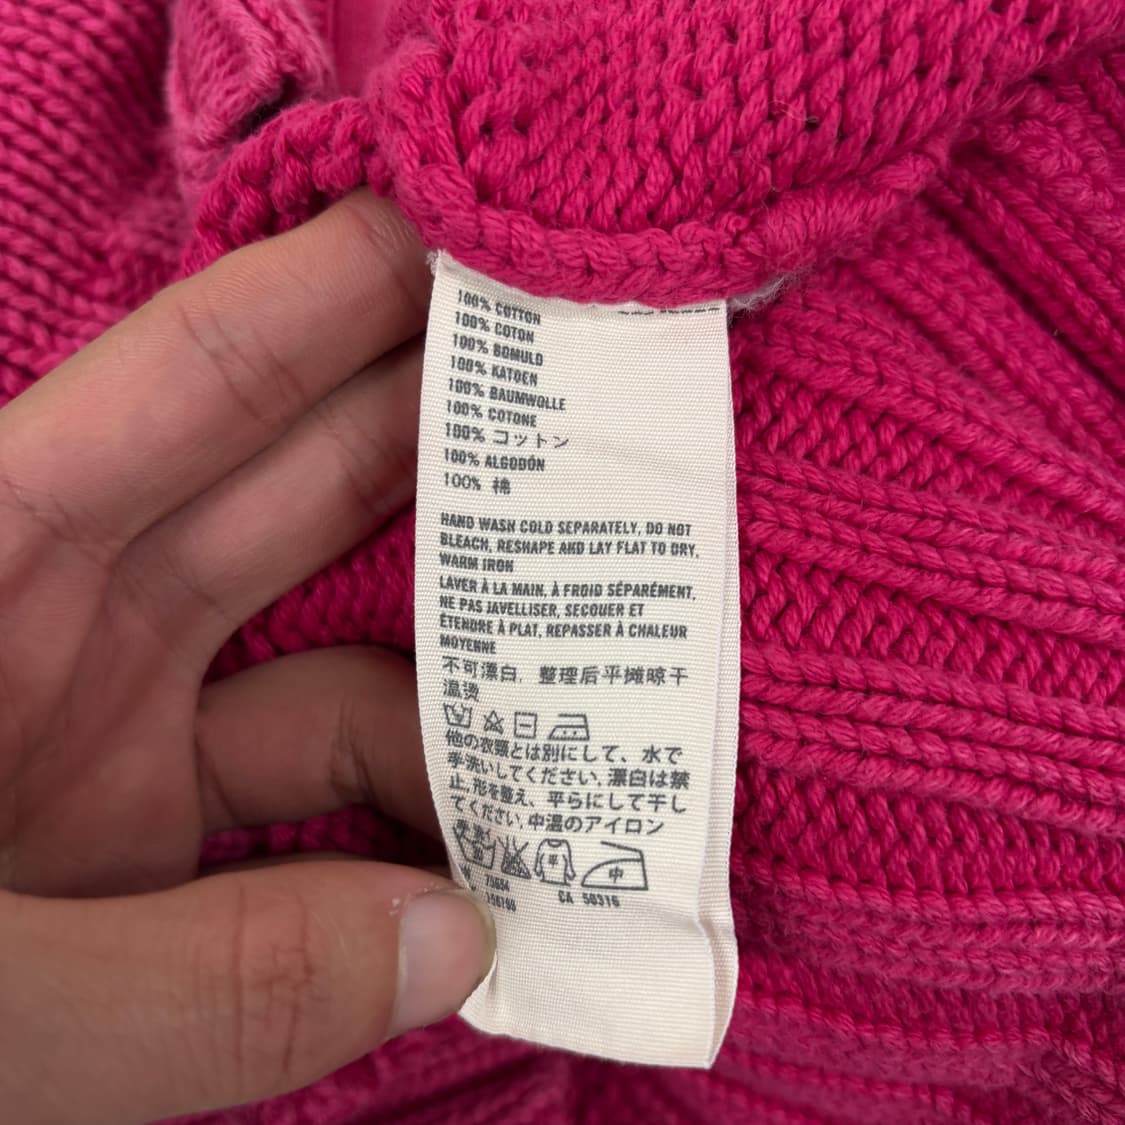 100% COTTON
100% COTON
100% BOMULD
100% KATOEN
100% BAUMWOLLE
100% COTONE
100% コットン
100% ALGODÓN
100% 棉
HAND WASH COLD SEPARATELY, DO NOT
BLEACH, RESHAPE AND LAY FLAT TO DRY,
WARM IRON
LAVER À LA MAIN, À FROID SÉPARÉMENT,
NE PAS JAVELLISER, SECOUER ET
ÉTENDRE À PLAT, REPASSER À CHALEUR
MOYENNE
不可漂白, 整理后平摊晾干
温烫
他の衣類とは別にして、水で
手洗いしてください, 漂白は禁
止, 形を整え、平らにして干し
てください, 中温のアイロン
平 中
75654
CA 50316